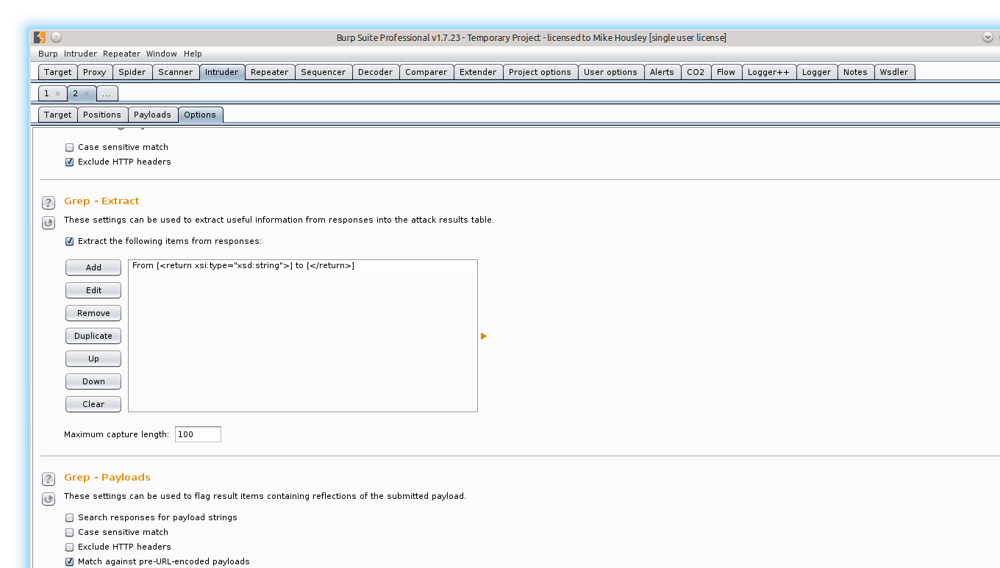 Burp Suite Professional v1.7.23 - Temporary Project - licensed to Mike Housley [single user license]
Burp Intruder Repeater Window Help
Target Proxy Spider Scanner Intruder Repeater Sequencer Decoder Comparer Extender Project options User options Alerts CO2 Flow Logger++ Logger Notes Wsdler
1 × 2 × ...
Target Positions Payloads Options
Case sensitive match
Exclude HTTP headers
? Grep - Extract
These settings can be used to extract useful information from responses into the attack results table.
Extract the following items from responses:
Add
From [<return xsi:type="xsd:string">] to [</return>]
Edit
Remove
Duplicate
Up
Down
Clear
Maximum capture length: 100
? Grep - Payloads
These settings can be used to flag result items containing reflections of the submitted payload.
Search responses for payload strings
Case sensitive match
Exclude HTTP headers
Match against pre-URL-encoded payloads